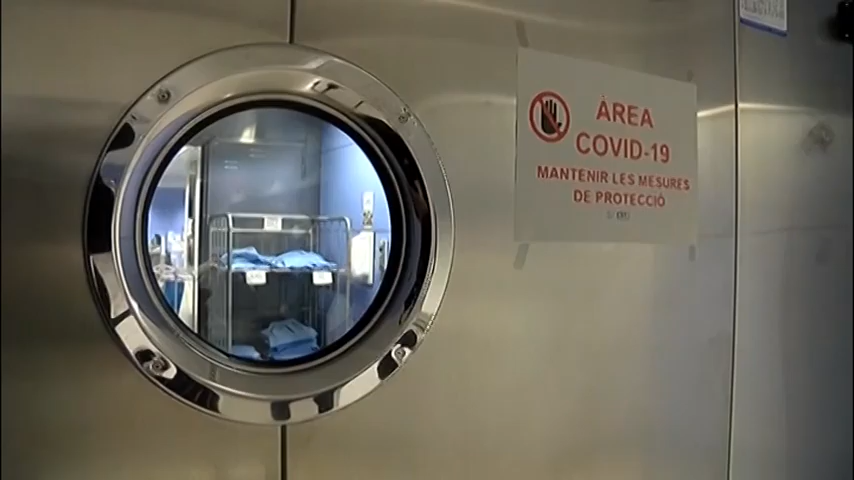 ÀREA
COVID-19
MANTENIR LES MESURES
DE PROTECCIÓ